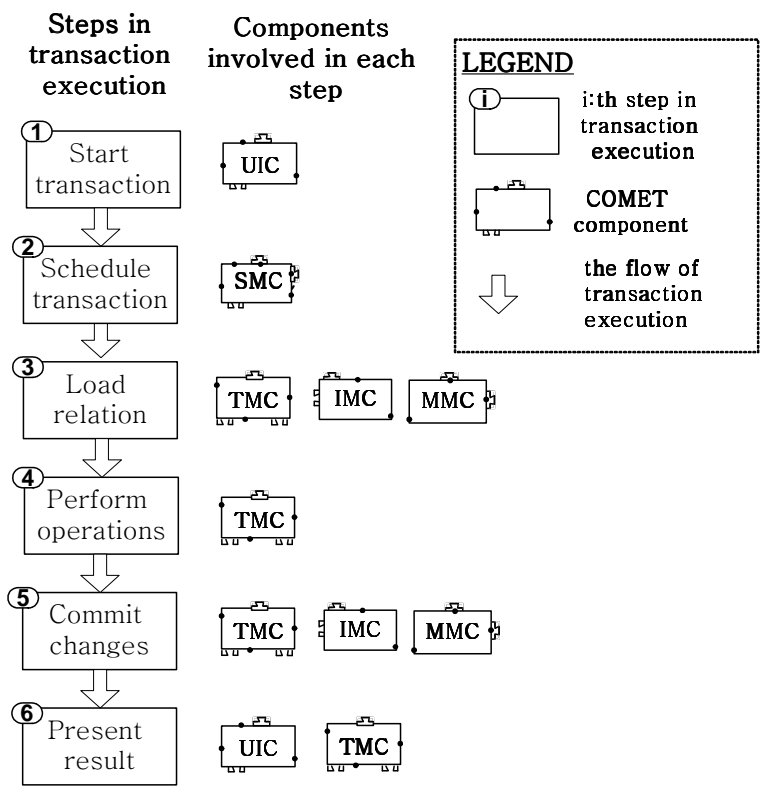 Steps in
transaction
execution
Components
involved in each
step
LEGEND
i
i:th step in
transaction
execution
COMET
component
the flow of
transaction
execution
1
Start
transaction
UIC
2
Schedule
transaction
SMC
3
Load
relation
TMC IMC MMC
4
Perform
operations
TMC
5
Commit
changes
TMC IMC MMC
6
Present
result
UIC TMC